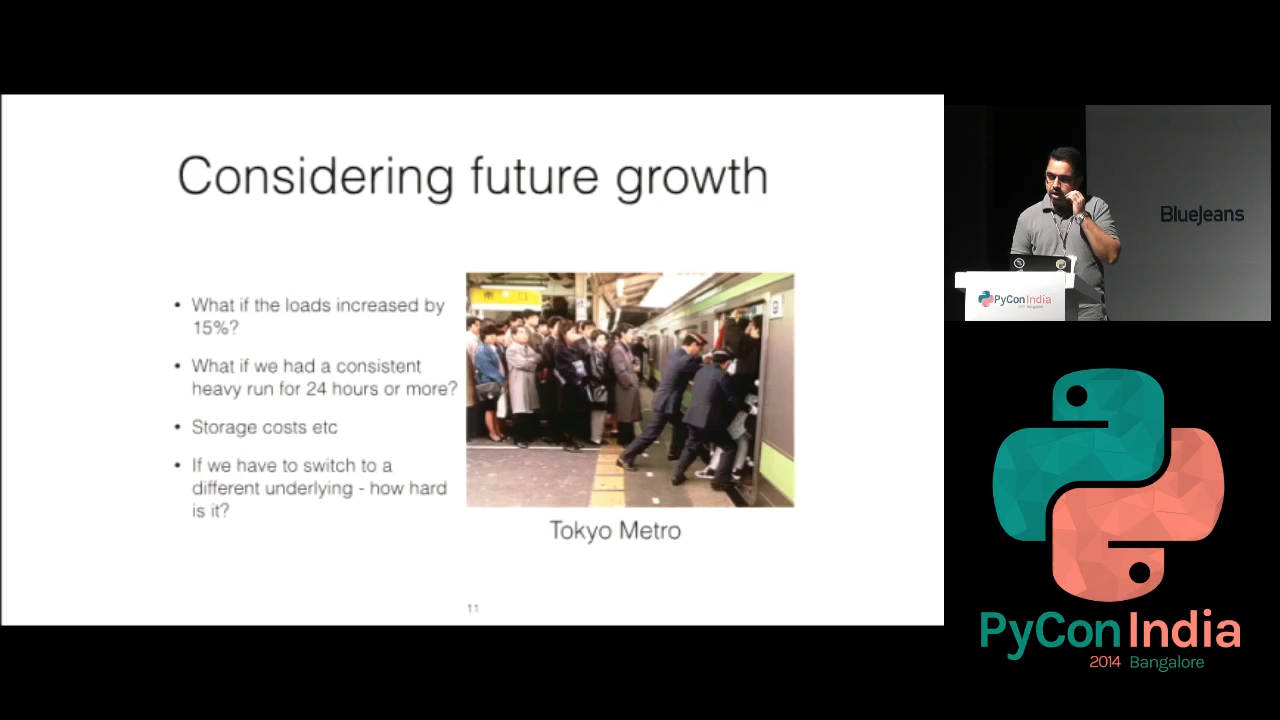 Considering future growth
• What if the loads increased by
15%?
• What if we had a consistent
heavy run for 24 hours or more?
• Storage costs etc
• If we have to switch to a
different underlying - how hard
is it?
9
Tokyo Metro
11
BlueJeans
PyConIndia
PyCon India
2014 Bangalore